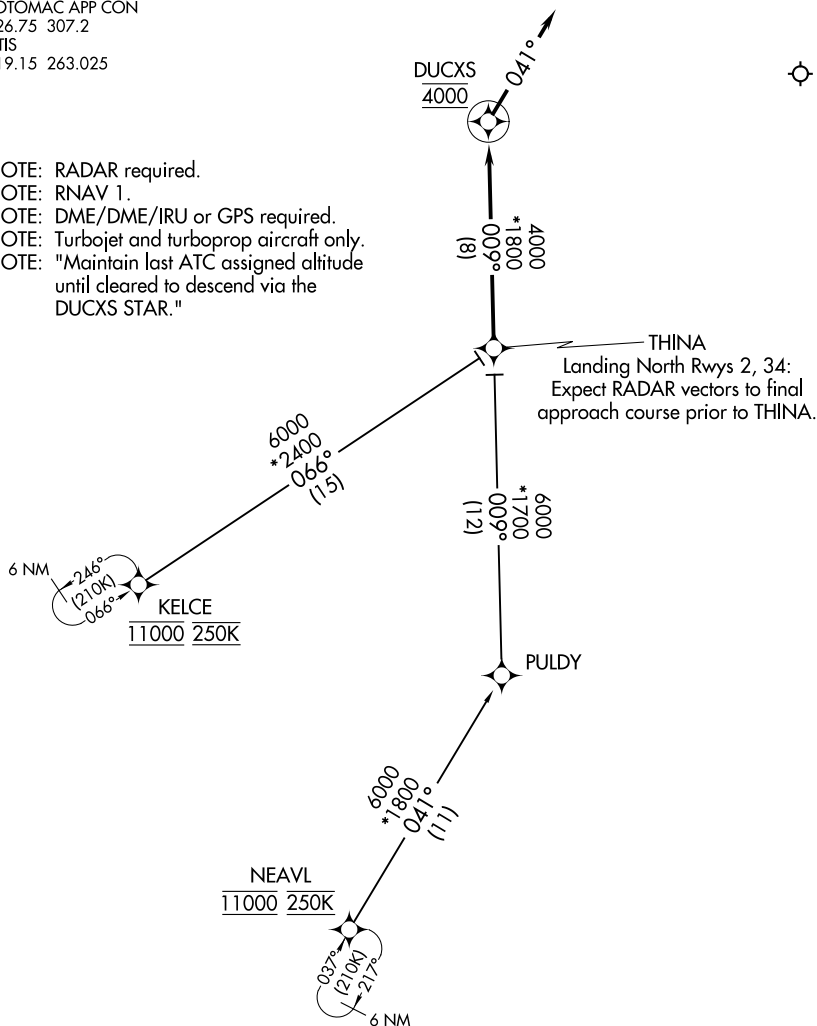 OTOMAC APP CON
26.75 307.2
TIS
19.15 263.025
OTE: RADAR required.
OTE: RNAV 1.
OTE: DME/DME/IRU or GPS required.
OTE: Turbojet and turboprop aircraft only.
OTE: "Maintain last ATC assigned altitude
until cleared to descend via the
DUCXS STAR."
DUCXS
4000
041°
4000
*1800
009°
(8)
THINA
Landing North Rwys 2, 34:
Expect RADAR vectors to final
approach course prior to THINA.
6000
*2400
066°
(15)
6000
*1700
009°
(12)
6 NM
246°
(210K)
066°
KELCE
11000 250K
PULDY
6000
*1800
041°
(11)
NEAVL
11000 250K
037°
(210K)
217°
6 NM